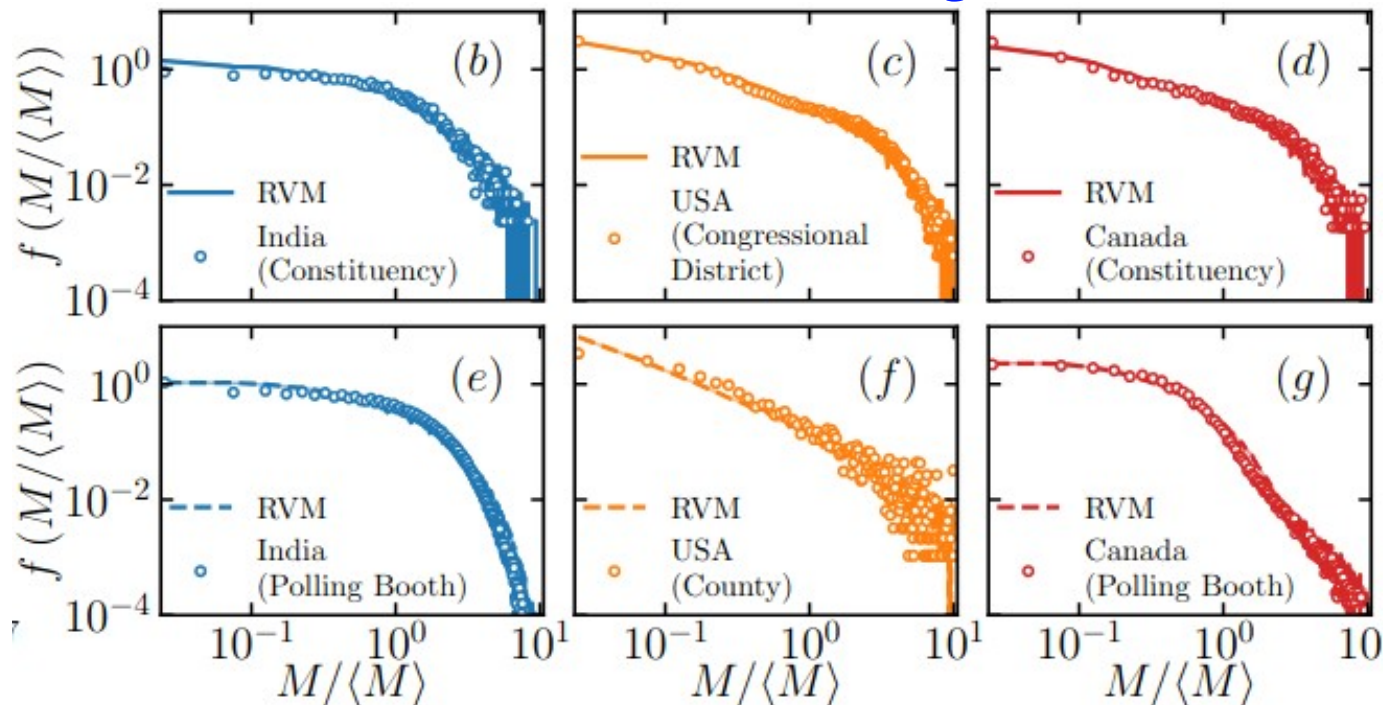 f (M/⟨M⟩)
10^0
10^{-2}
10^{-4}
(b)
RVM
India
(Constituency)
(c)
RVM
USA
(Congressional
District)
(d)
RVM
Canada
(Constituency)
f (M/⟨M⟩)
10^0
10^{-2}
10^{-4}
(e)
RVM
India
(Polling Booth)
(f)
RVM
USA
(County)
(g)
RVM
Canada
(Polling Booth)
10^{-1} 10^0 10^1
10^{-1} 10^0 10^1
10^{-1} 10^0 10
M/⟨M⟩
M/⟨M⟩
M/⟨M⟩